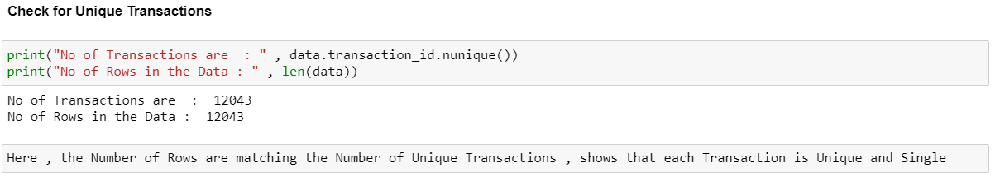 Check for Unique Transactions
print("No of Transactions are  : " , data.transaction_id.nunique())
print("No of Rows in the Data : " , len(data))
No of Transactions are  :  12043
No of Rows in the Data :  12043
Here , the Number of Rows are matching the Number of Unique Transactions , shows that each Transaction is Unique and Single